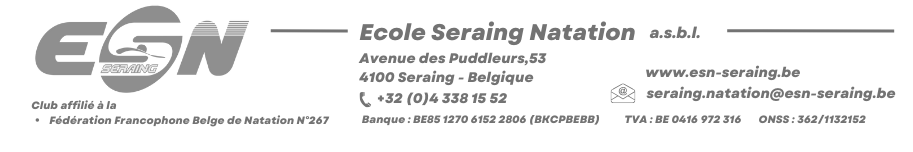 ESN
SERAING
Club affilié à la
• Fédération Francophone Belge de Natation N°267
Ecole Seraing Natation a.s.b.l.
Avenue des Puddleurs,53
4100 Seraing - Belgique
+32 (0)4 338 15 52
www.esn-seraing.be
seraing.natation@esn-seraing.be
Banque : BE85 1270 6152 2806 (BKCPBEBB) TVA : BE 0416 972 316 ONSS : 362/1132152